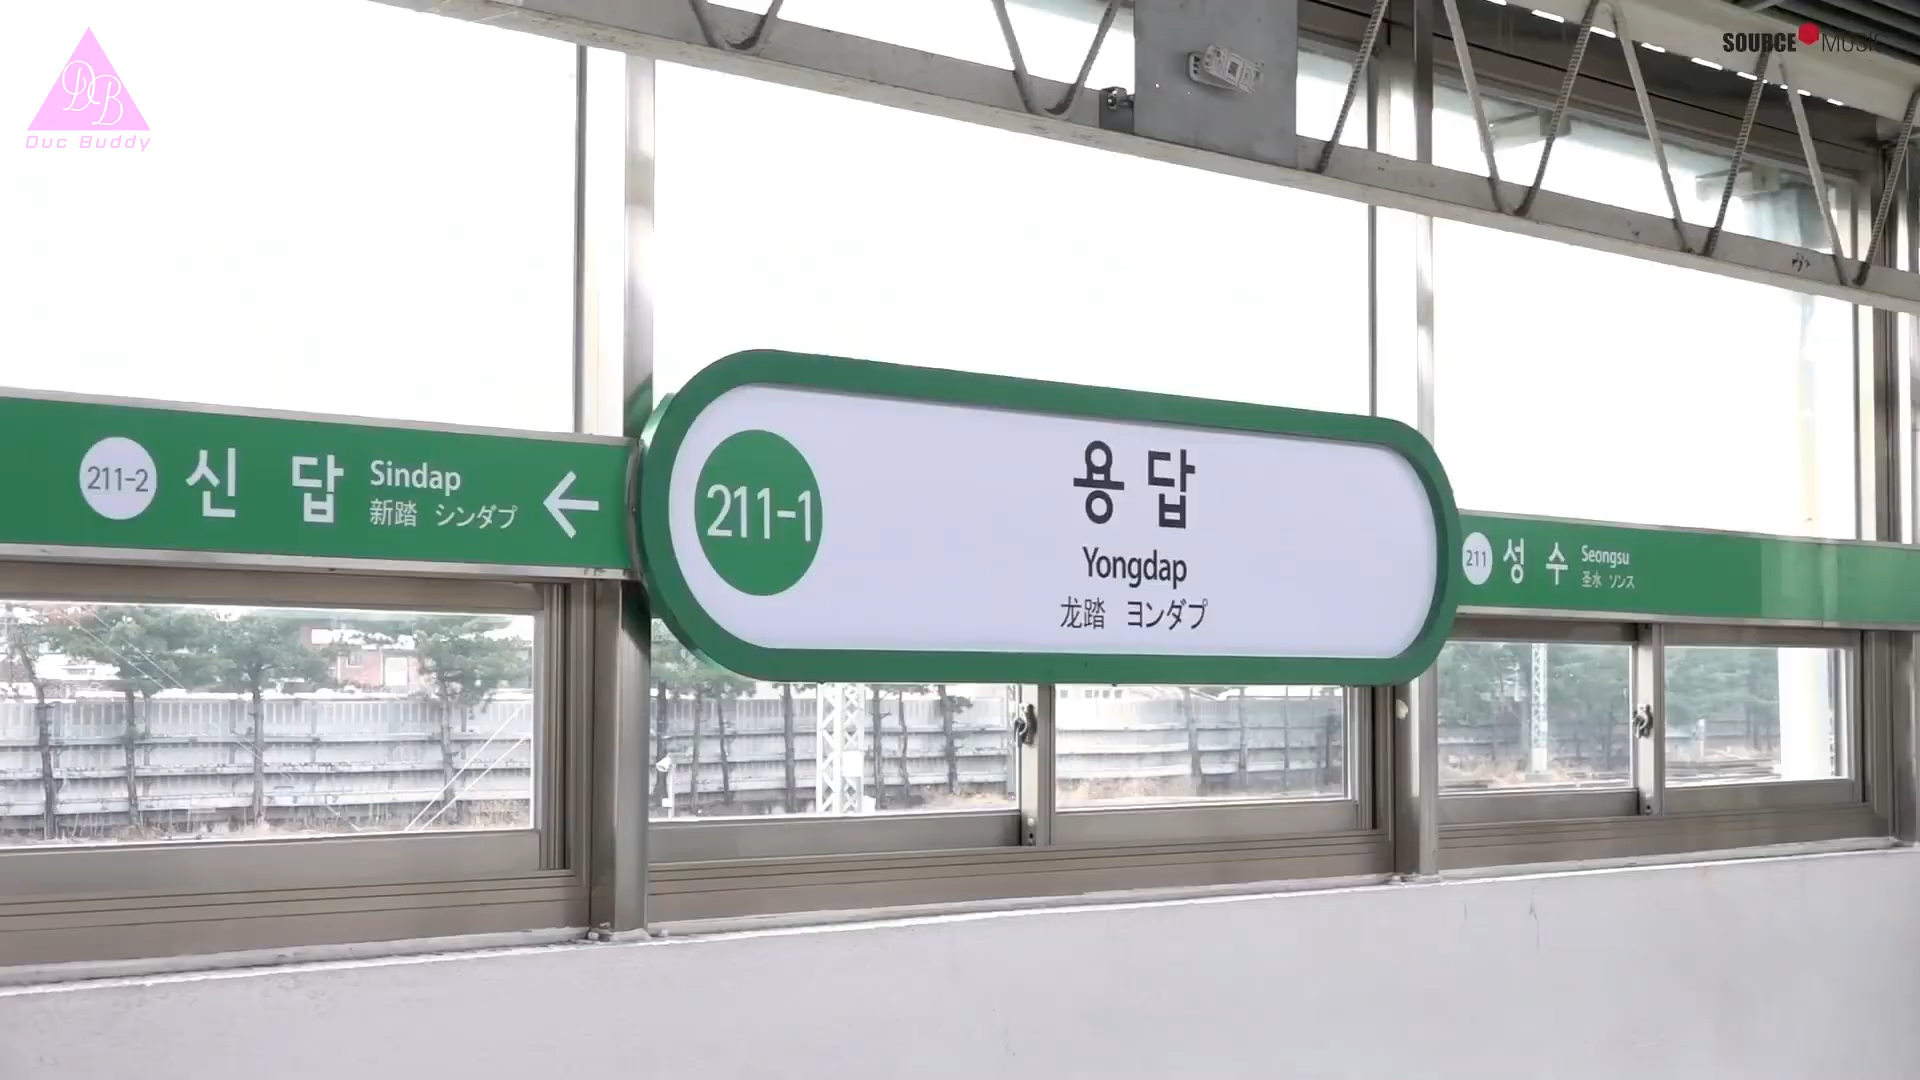 DB
Duc Buddy
SOURCE MUSIC
211-2
신 답
Sindap
新踏 シンダプ
211-1
용답
Yongdap
龙踏 ヨンダプ
211
성 수
Seongsu
圣水 ソンス